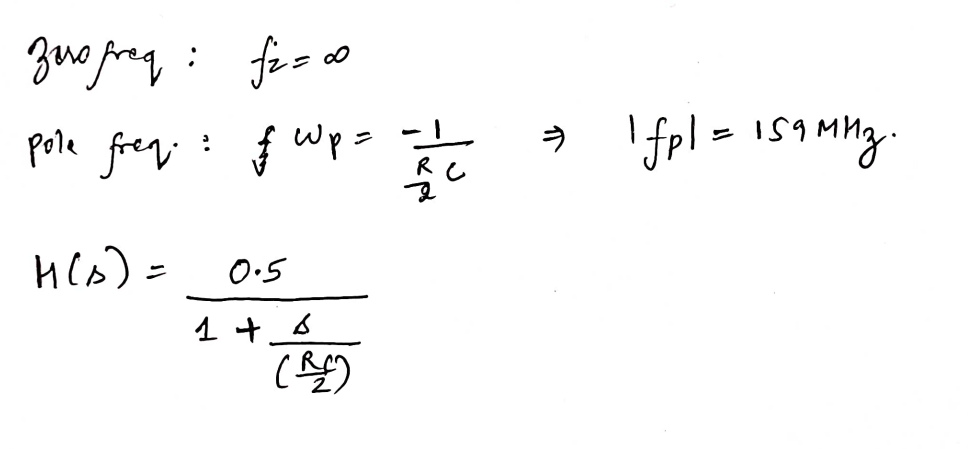 zero freq : fz = ∞
pole freq. : ωp = -1 / (R/2 C) ⇒ |fp| = 159 MHz.
H(s) = 0.5 / (1 + s / (RC/2))